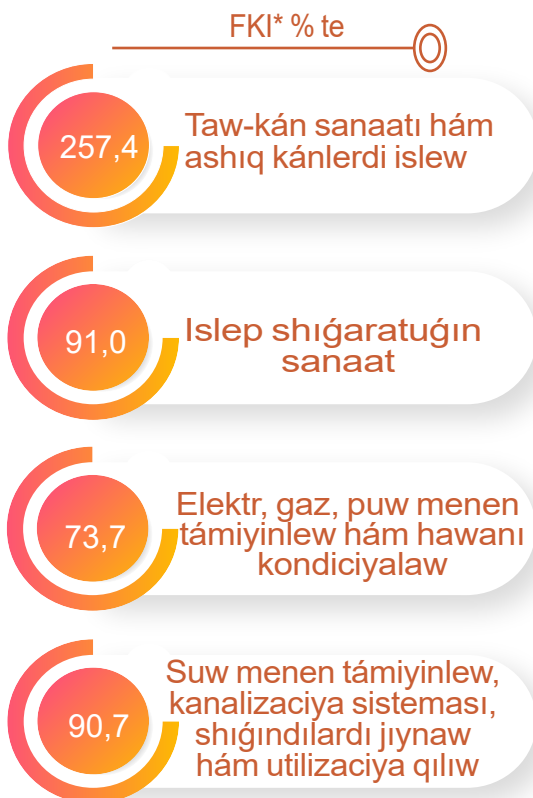 FKI* % te
257,4
Taw-kán sanaatı hám
ashıq kánlerdi islew
91,0
Islep shıǵaratuǵın
sanaat
73,7
Elektr, gaz, puw menen
támiyinlew hám hawanı
kondiciyalaw
90,7
Suw menen támiyinlew,
kanalizaciya sisteması,
shıǵındılardı jıynaw
hám utilizaciya qılıw